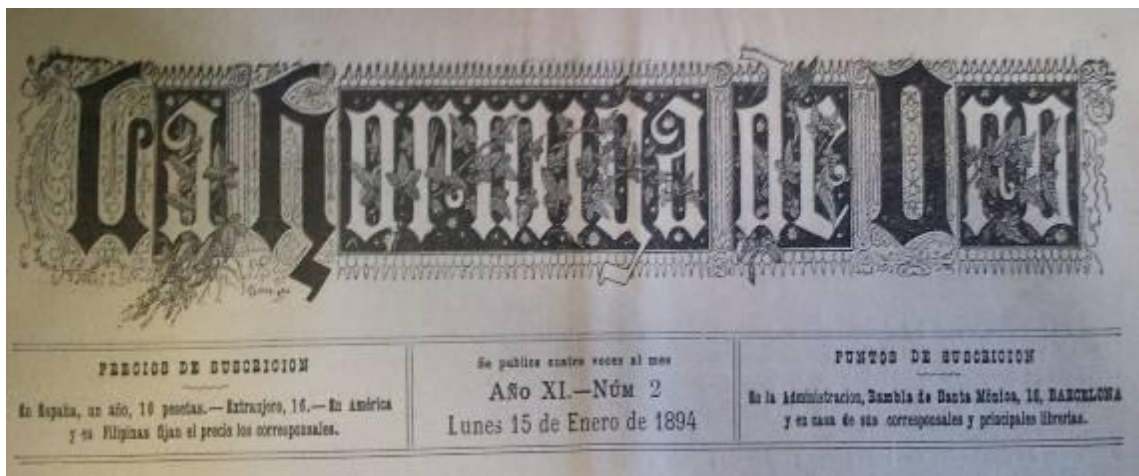 La Hormiga de Oro
PRECIOS DE SUSCRICION
En España, un año, 10 pesetas.—Extranjero, 16.—En América
y en Filipinas fijan el precio los corresponsales.
Se publica cuatro veces al mes
AÑO XI.—NÚM 2
Lunes 15 de Enero de 1894
PUNTOS DE SUSCRICION
En la Administracion, Rambla de Santa Mónica, 16, BARCELONA
y en casa de sus corresponsales y principales librerías.